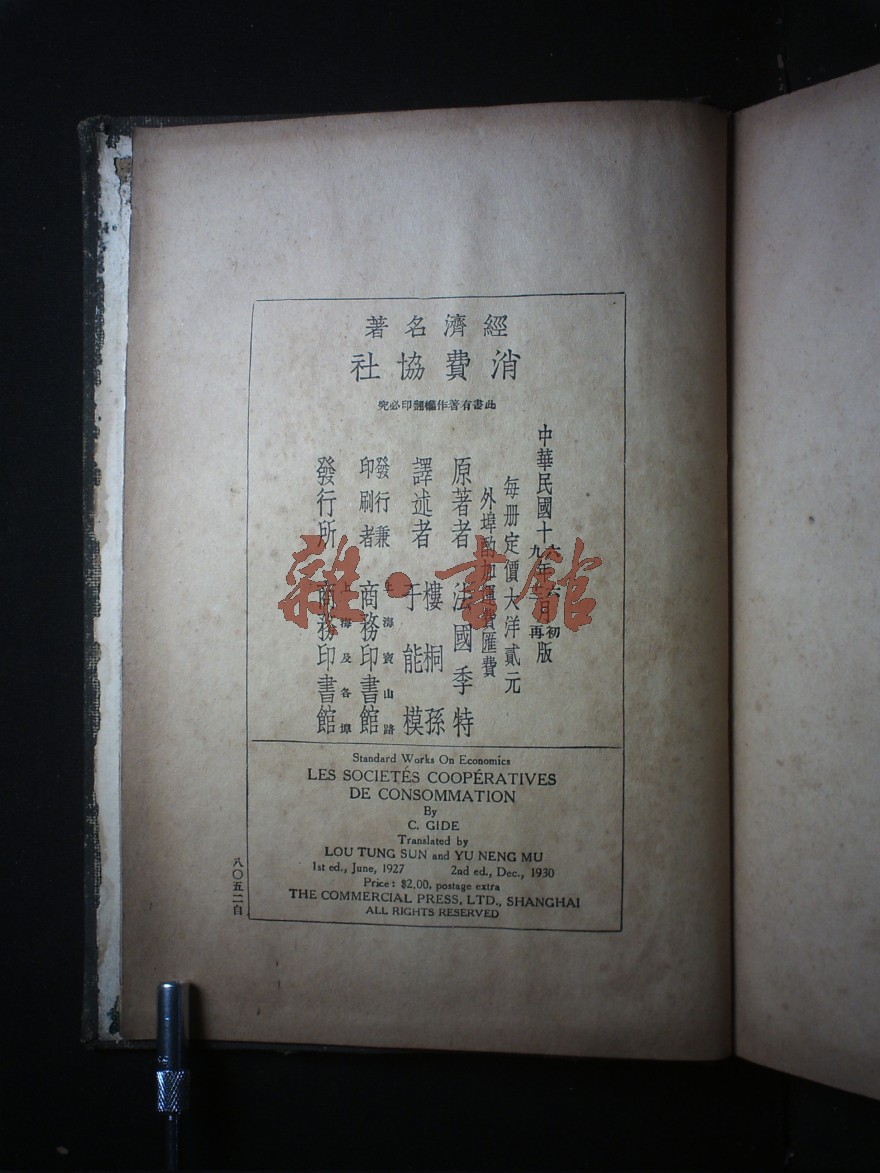 經濟名著
消費協社
此書有著作權翻印必究
中華民國十六年六月初版
九年 再
每册定價大洋貳元
外埠酌加運費匯費
原著者 法國季特
譯述者 樓桐孫
于能模
發行兼印刷者 上海寶山路 商務印書館
發行所 上海及各埠 商務印書館
Standard Works On Economics
LES SOCIETÉS COOPÉRATIVES
DE CONSOMMATION
By
C. GIDE
Translated by
LOU TUNG SUN and YU NENG MU
1st ed., June, 1927 2nd ed., Dec., 1930
Price: $2.00, postage extra
THE COMMERCIAL PRESS, LTD., SHANGHAI
ALL RIGHTS RESERVED
八〇五二自
雜·書館